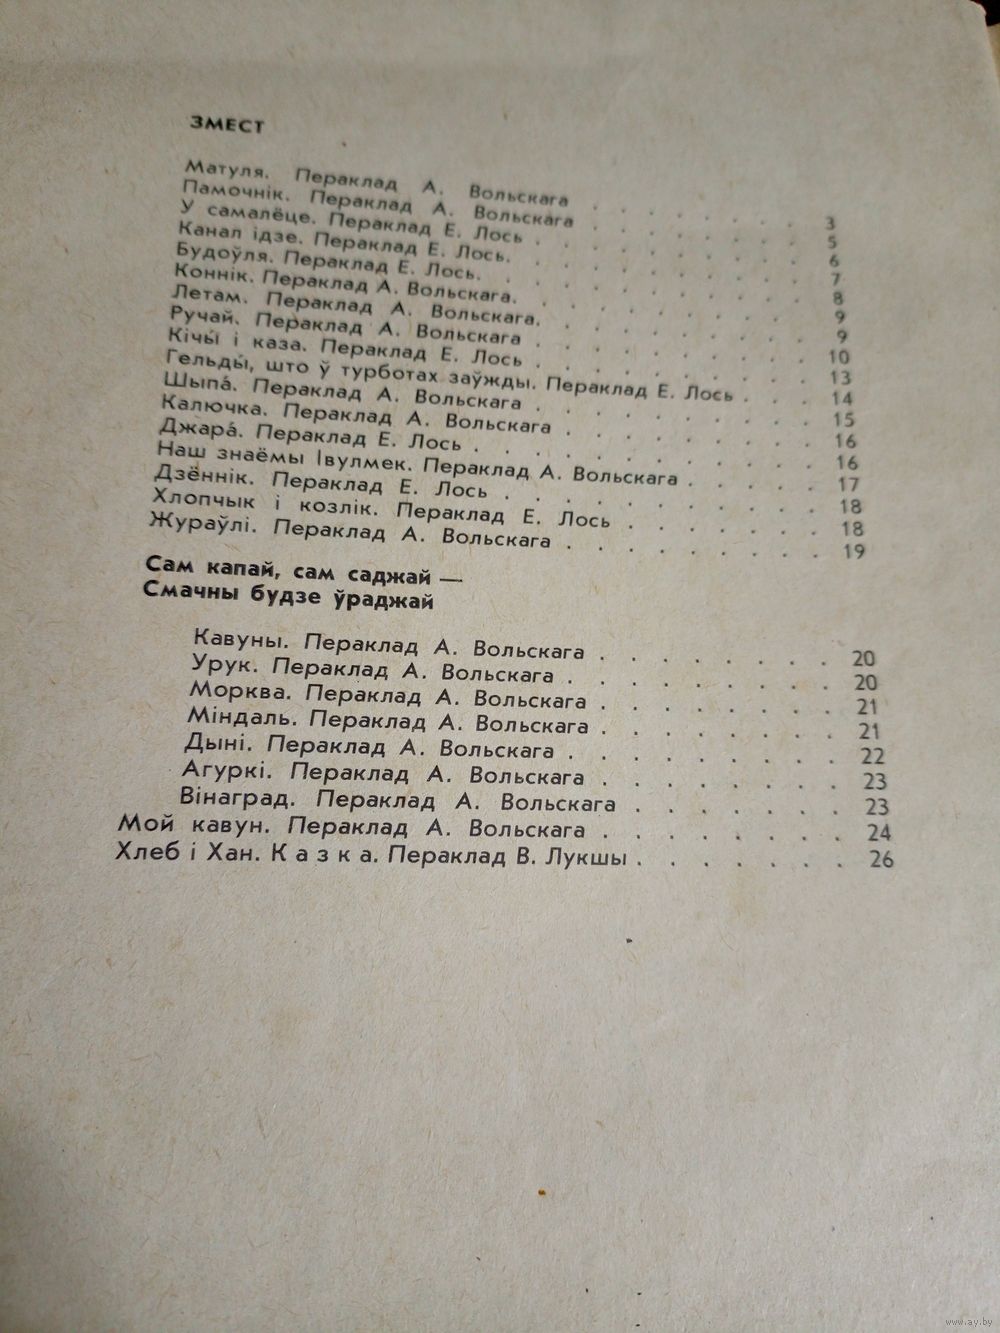 ЗМЕСТ
Матуля. Пераклад А. Вольскага . . . . . . . 3
Памочнік. Пераклад А. Вольскага . . . . . . . 5
У самалёце. Пераклад Е. Лось . . . . . . . . 6
Канал ідзе. Пераклад Е. Лось. . . . . . . . . 7
Будоўля. Пераклад Е. Лось. . . . . . . . . . 8
Коннік. Пераклад А. Вольскага. . . . . . . . . 9
Летам. Пераклад А. Вольскага. . . . . . . . . 9
Ручай. Пераклад А. Вольскага . . . . . . . . 10
Кічы́ і каза. Пераклад Е. Лось . . . . . . . . 13
Гельды́, што ў турботах заўжды. Пераклад Е. Лось . . . 14
Шыпа́. Пераклад А. Вольскага . . . . . . . . 15
Калючка. Пераклад А. Вольскага . . . . . . . 16
Джара́. Пераклад Е. Лось . . . . . . . . . . 16
Наш знаёмы Івулмек. Пераклад А. Вольскага . . . . 17
Дзённік. Пераклад Е. Лось . . . . . . . . . 18
Хлопчык і козлік. Пераклад Е. Лось . . . . . . 18
Жураўлі. Пераклад А. Вольскага . . . . . . . . 19
Сам капай, сам саджай —
Смачны будзе ўраджай
Кавуны. Пераклад А. Вольскага . . . . . . . 20
Урук. Пераклад А. Вольскага . . . . . . . . 20
Морква. Пераклад А. Вольскага . . . . . . . 21
Міндаль. Пераклад А. Вольскага . . . . . . . 21
Дыні. Пераклад А. Вольскага . . . . . . . . 22
Агуркі. Пераклад А. Вольскага . . . . . . . 23
Вінаград. Пераклад А. Вольскага . . . . . . 23
Мой кавун. Пераклад А. Вольскага . . . . . . . 24
Хлеб і Хан. К а з к а. Пераклад В. Лукшы . . . . . . 26
www.ay.by